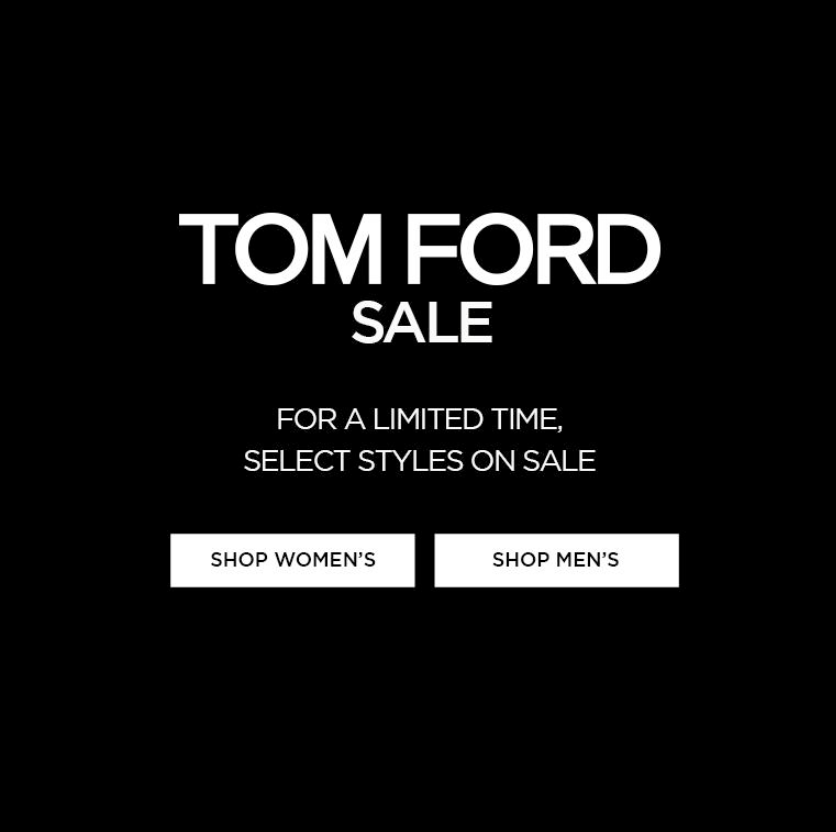 TOM FORD
SALE
FOR A LIMITED TIME,
SELECT STYLES ON SALE
SHOP WOMEN’S
SHOP MEN’S